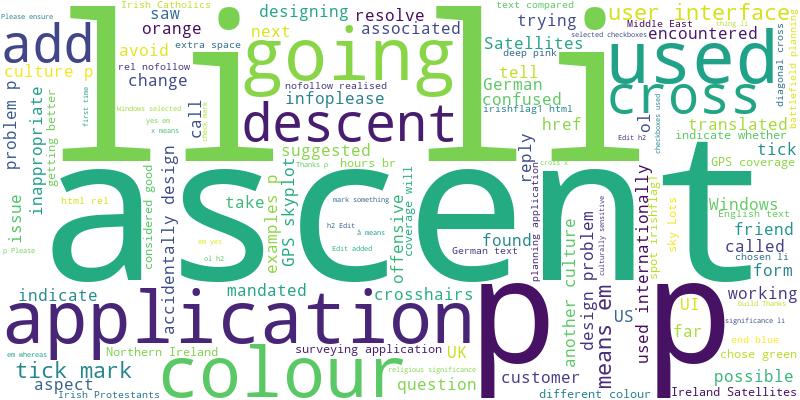 Please ensure
Irish Catholics
saw
designing
text compared
trying
user interface
Middle East
thing li
orange
extra space
add
li
going
li
used
next
resolve
associated
Satellites
encountered
selected checkboxes
avoid
rel nofollow
deep pink
culture p
change
nofollow realised
German
tell
cross
diagonal cross
battlefield planning
first time
Windows selected
infoplease
confused
irishflag1 html
problem p
inappropriate
getting better
yes em
x means
call
check mark
descent
href
ol
Edit h2
checkboxes used
translated
indicate whether
suggested
reply
tick
hours br
GPS coverage
cross x
Thanks p
issue
html rel
considered good
accidentally design
take
examples p
GPS skyplot
mark something
h2 Edit
à means
Edit added
offensive
coverage will
ascent
planning application
another culture
culturally sensitive
used internationally
spot irishflag1
sky Lots
Windows
English text
friend
called
chosen li
form
p Please
em yes
ol h2
German text
found
design problem
means em
indicate
mandated
crosshairs
application
p
p
US
UI
working
build Thanks
significance li
customer
far
em whereas
Northern Ireland
surveying application
UK
end blue
tick mark
colour
religious significance
question
different colour
chose green
possible
aspect
Irish Protestants
Ireland Satellites